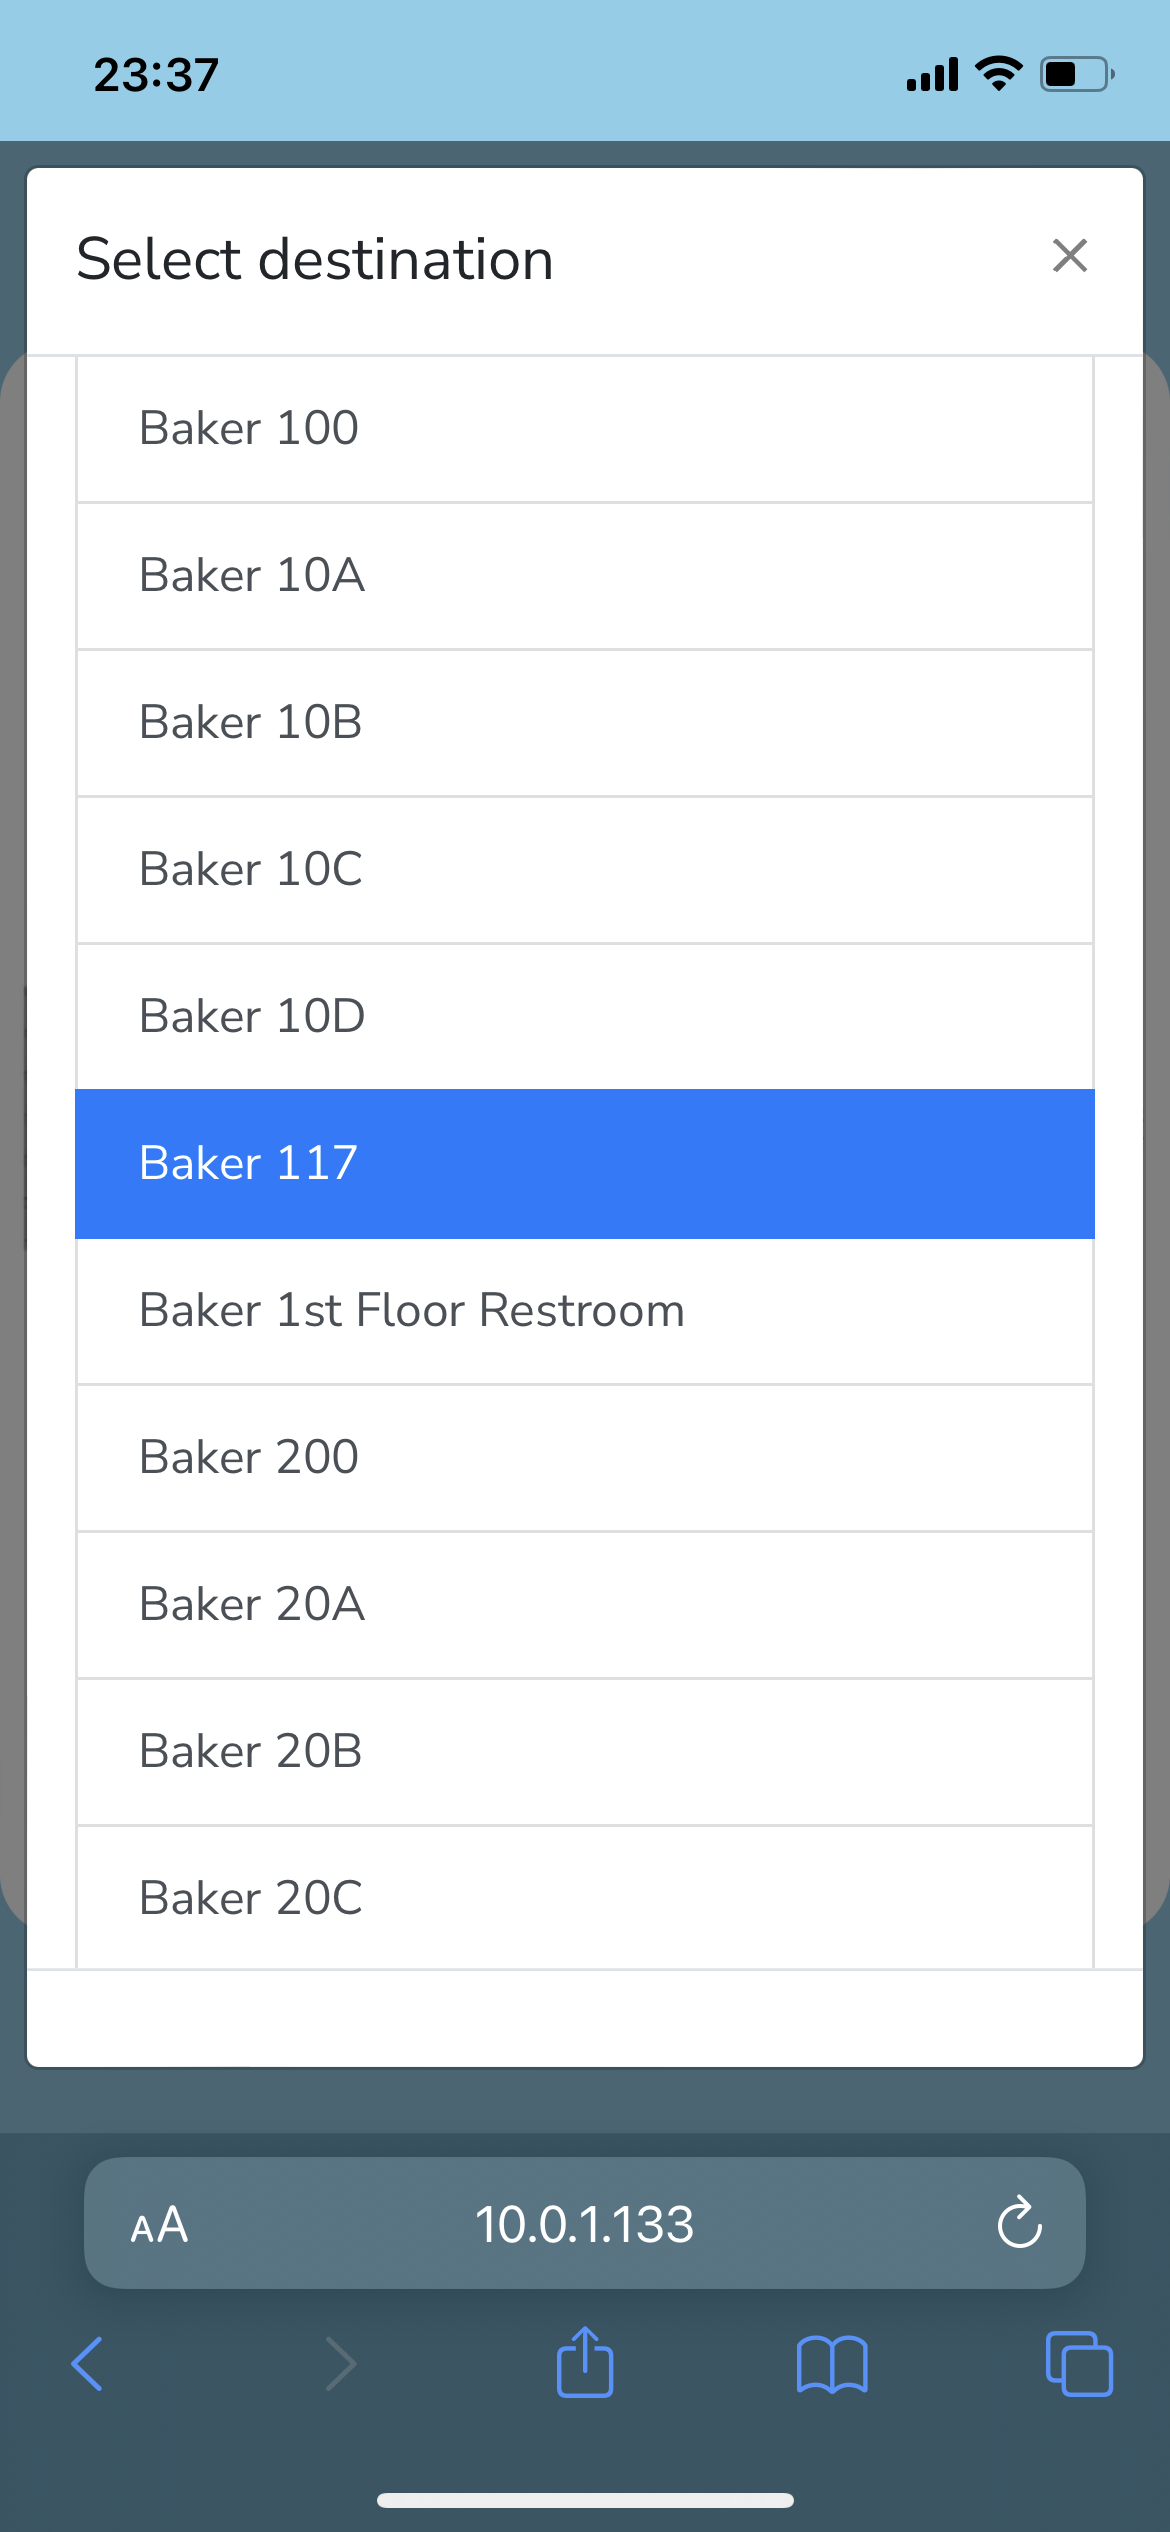 23:37
Select destination
Baker 100
Baker 10A
Baker 10B
Baker 10C
Baker 10D
Baker 117
Baker 1st Floor Restroom
Baker 200
Baker 20A
Baker 20B
Baker 20C
AA 10.0.1.133